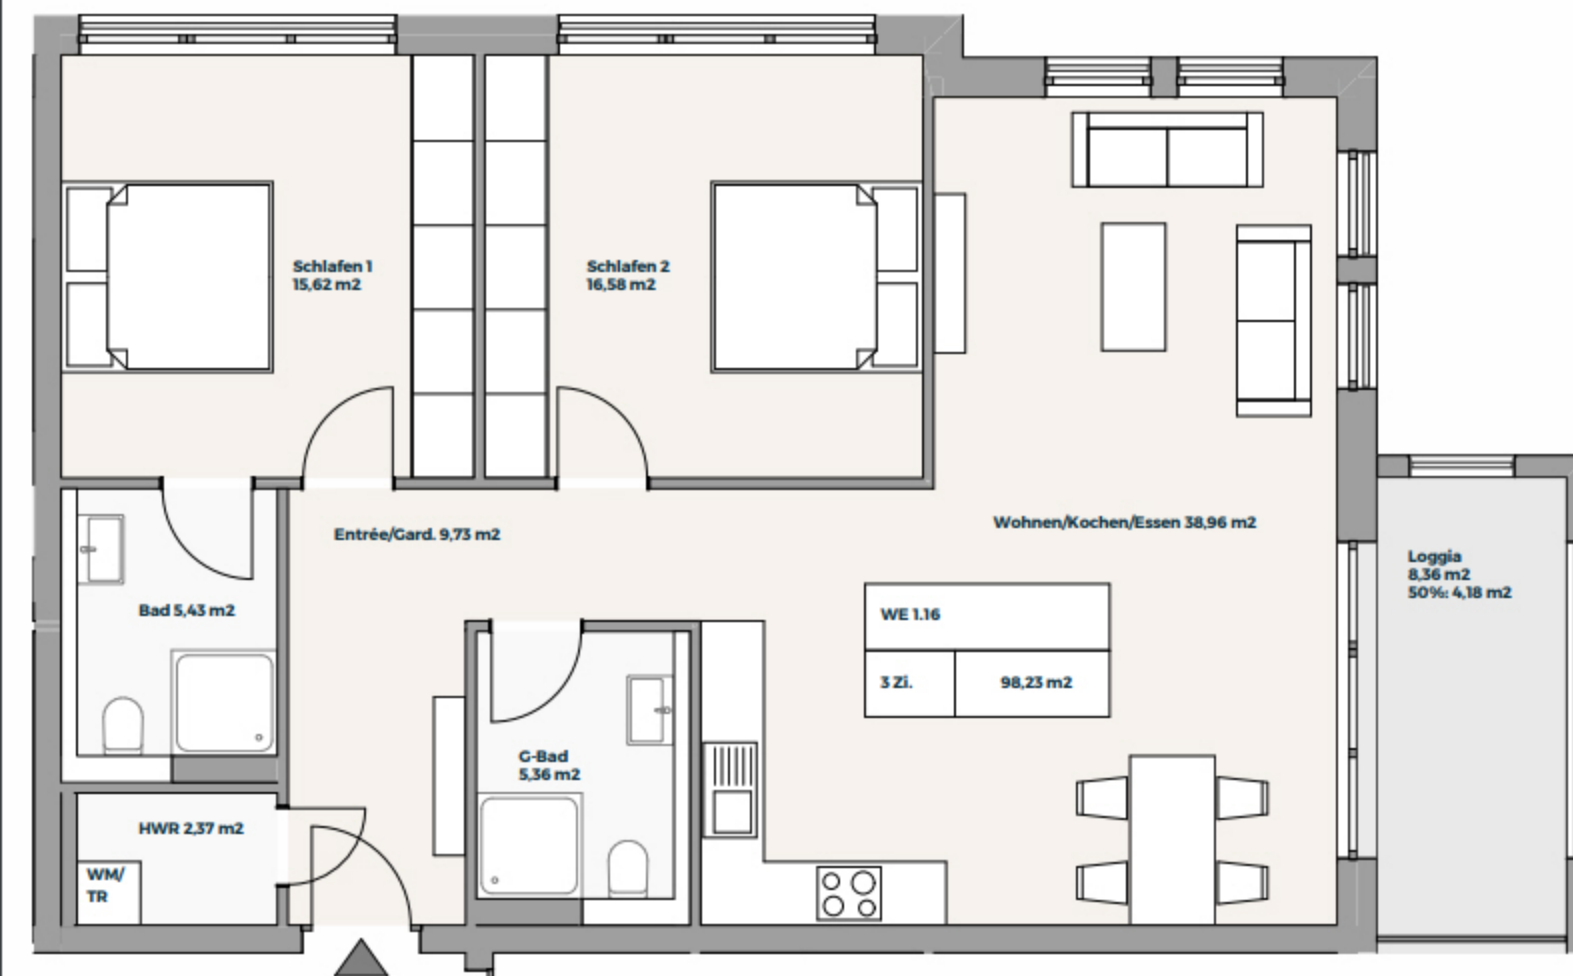 Schlafen 1
15,62 m2
Schlafen 2
16,58 m2
Entrée/Gard. 9,73 m2
Wohnen/Kochen/Essen 38,96 m2
Loggia
8,36 m2
50%: 4,18 m2
Bad 5,43 m2
WE 1.16
3 Zi.
98,23 m2
G-Bad
5,36 m2
HWR 2,37 m2
WM/
TR